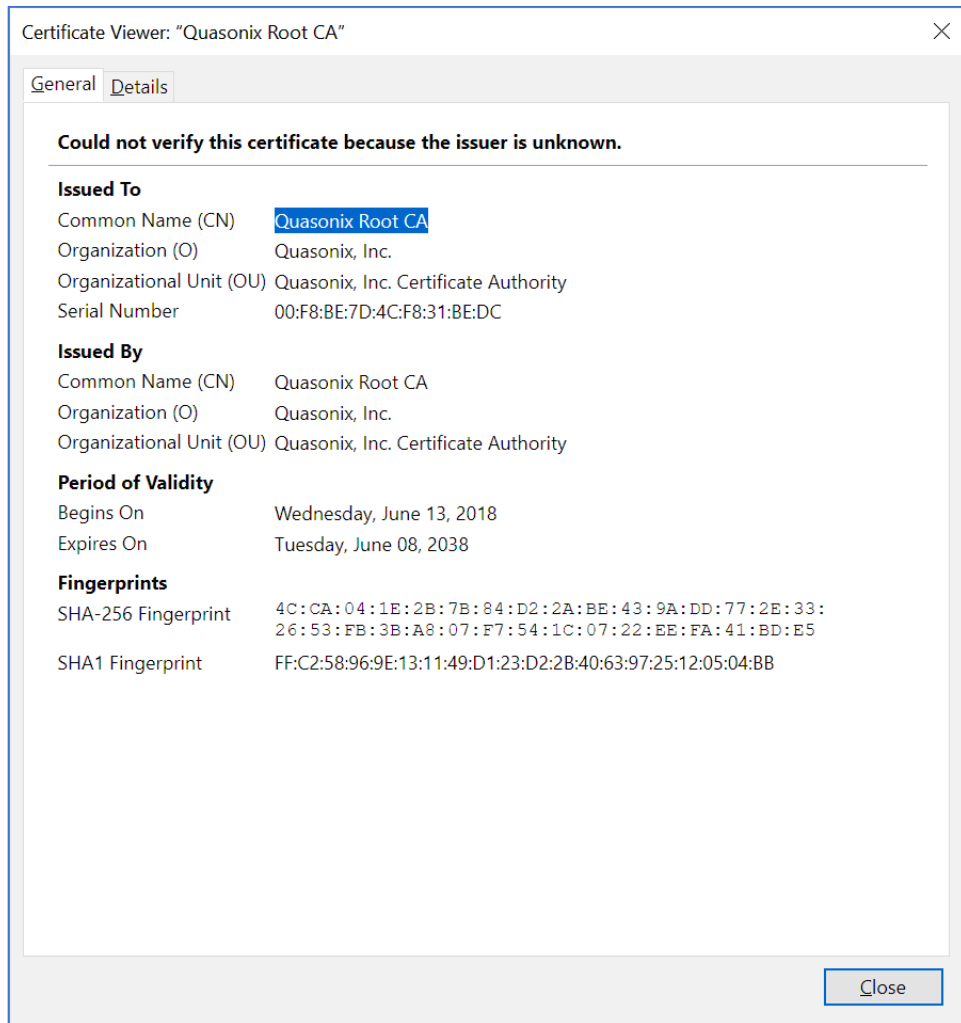 Certificate Viewer: “Quasonix Root CA”
General Details
Could not verify this certificate because the issuer is unknown.
Issued To
Common Name (CN) Quasonix Root CA
Organization (O) Quasonix, Inc.
Organizational Unit (OU) Quasonix, Inc. Certificate Authority
Serial Number 00:F8:BE:7D:4C:F8:31:BE:DC
Issued By
Common Name (CN) Quasonix Root CA
Organization (O) Quasonix, Inc.
Organizational Unit (OU) Quasonix, Inc. Certificate Authority
Period of Validity
Begins On Wednesday, June 13, 2018
Expires On Tuesday, June 08, 2038
Fingerprints
SHA-256 Fingerprint 4C:CA:04:1E:2B:7B:84:D2:2A:BE:43:9A:DD:77:2E:33:
26:53:FB:3B:A8:07:F7:54:1C:07:22:EE:FA:41:BD:E5
SHA1 Fingerprint FF:C2:58:96:9E:13:11:49:D1:23:D2:2B:40:63:97:25:12:05:04:BB
Close